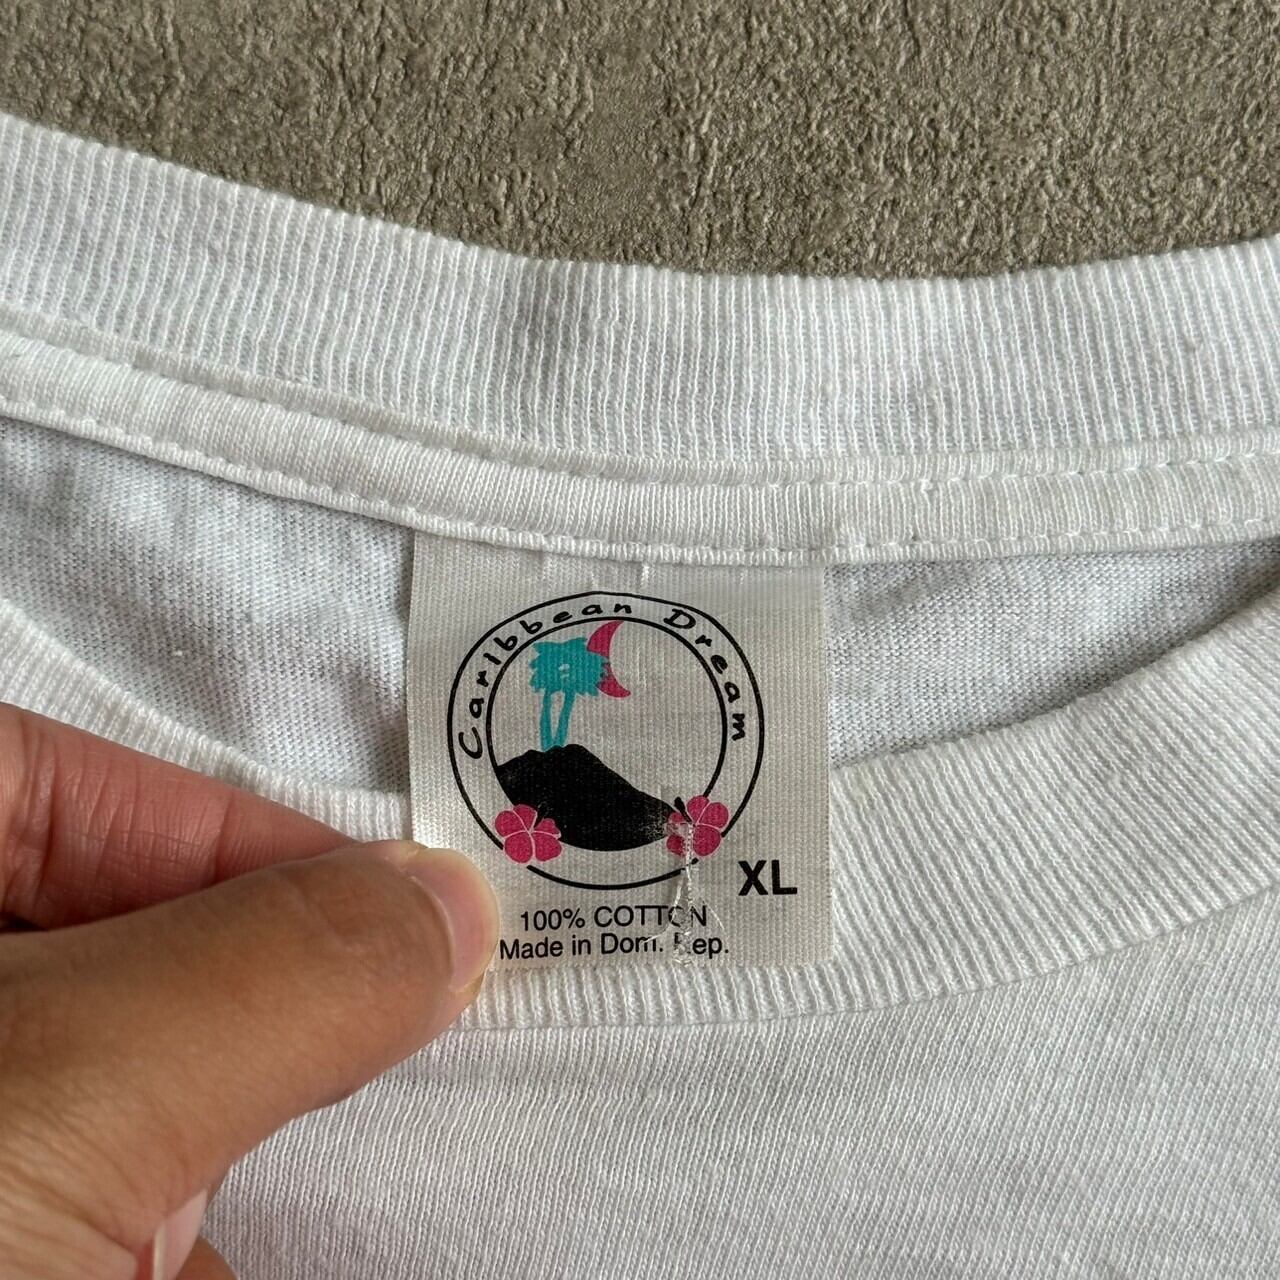 Caribbean Dream
XL
100% COTTON
Made in Dom. Rep.